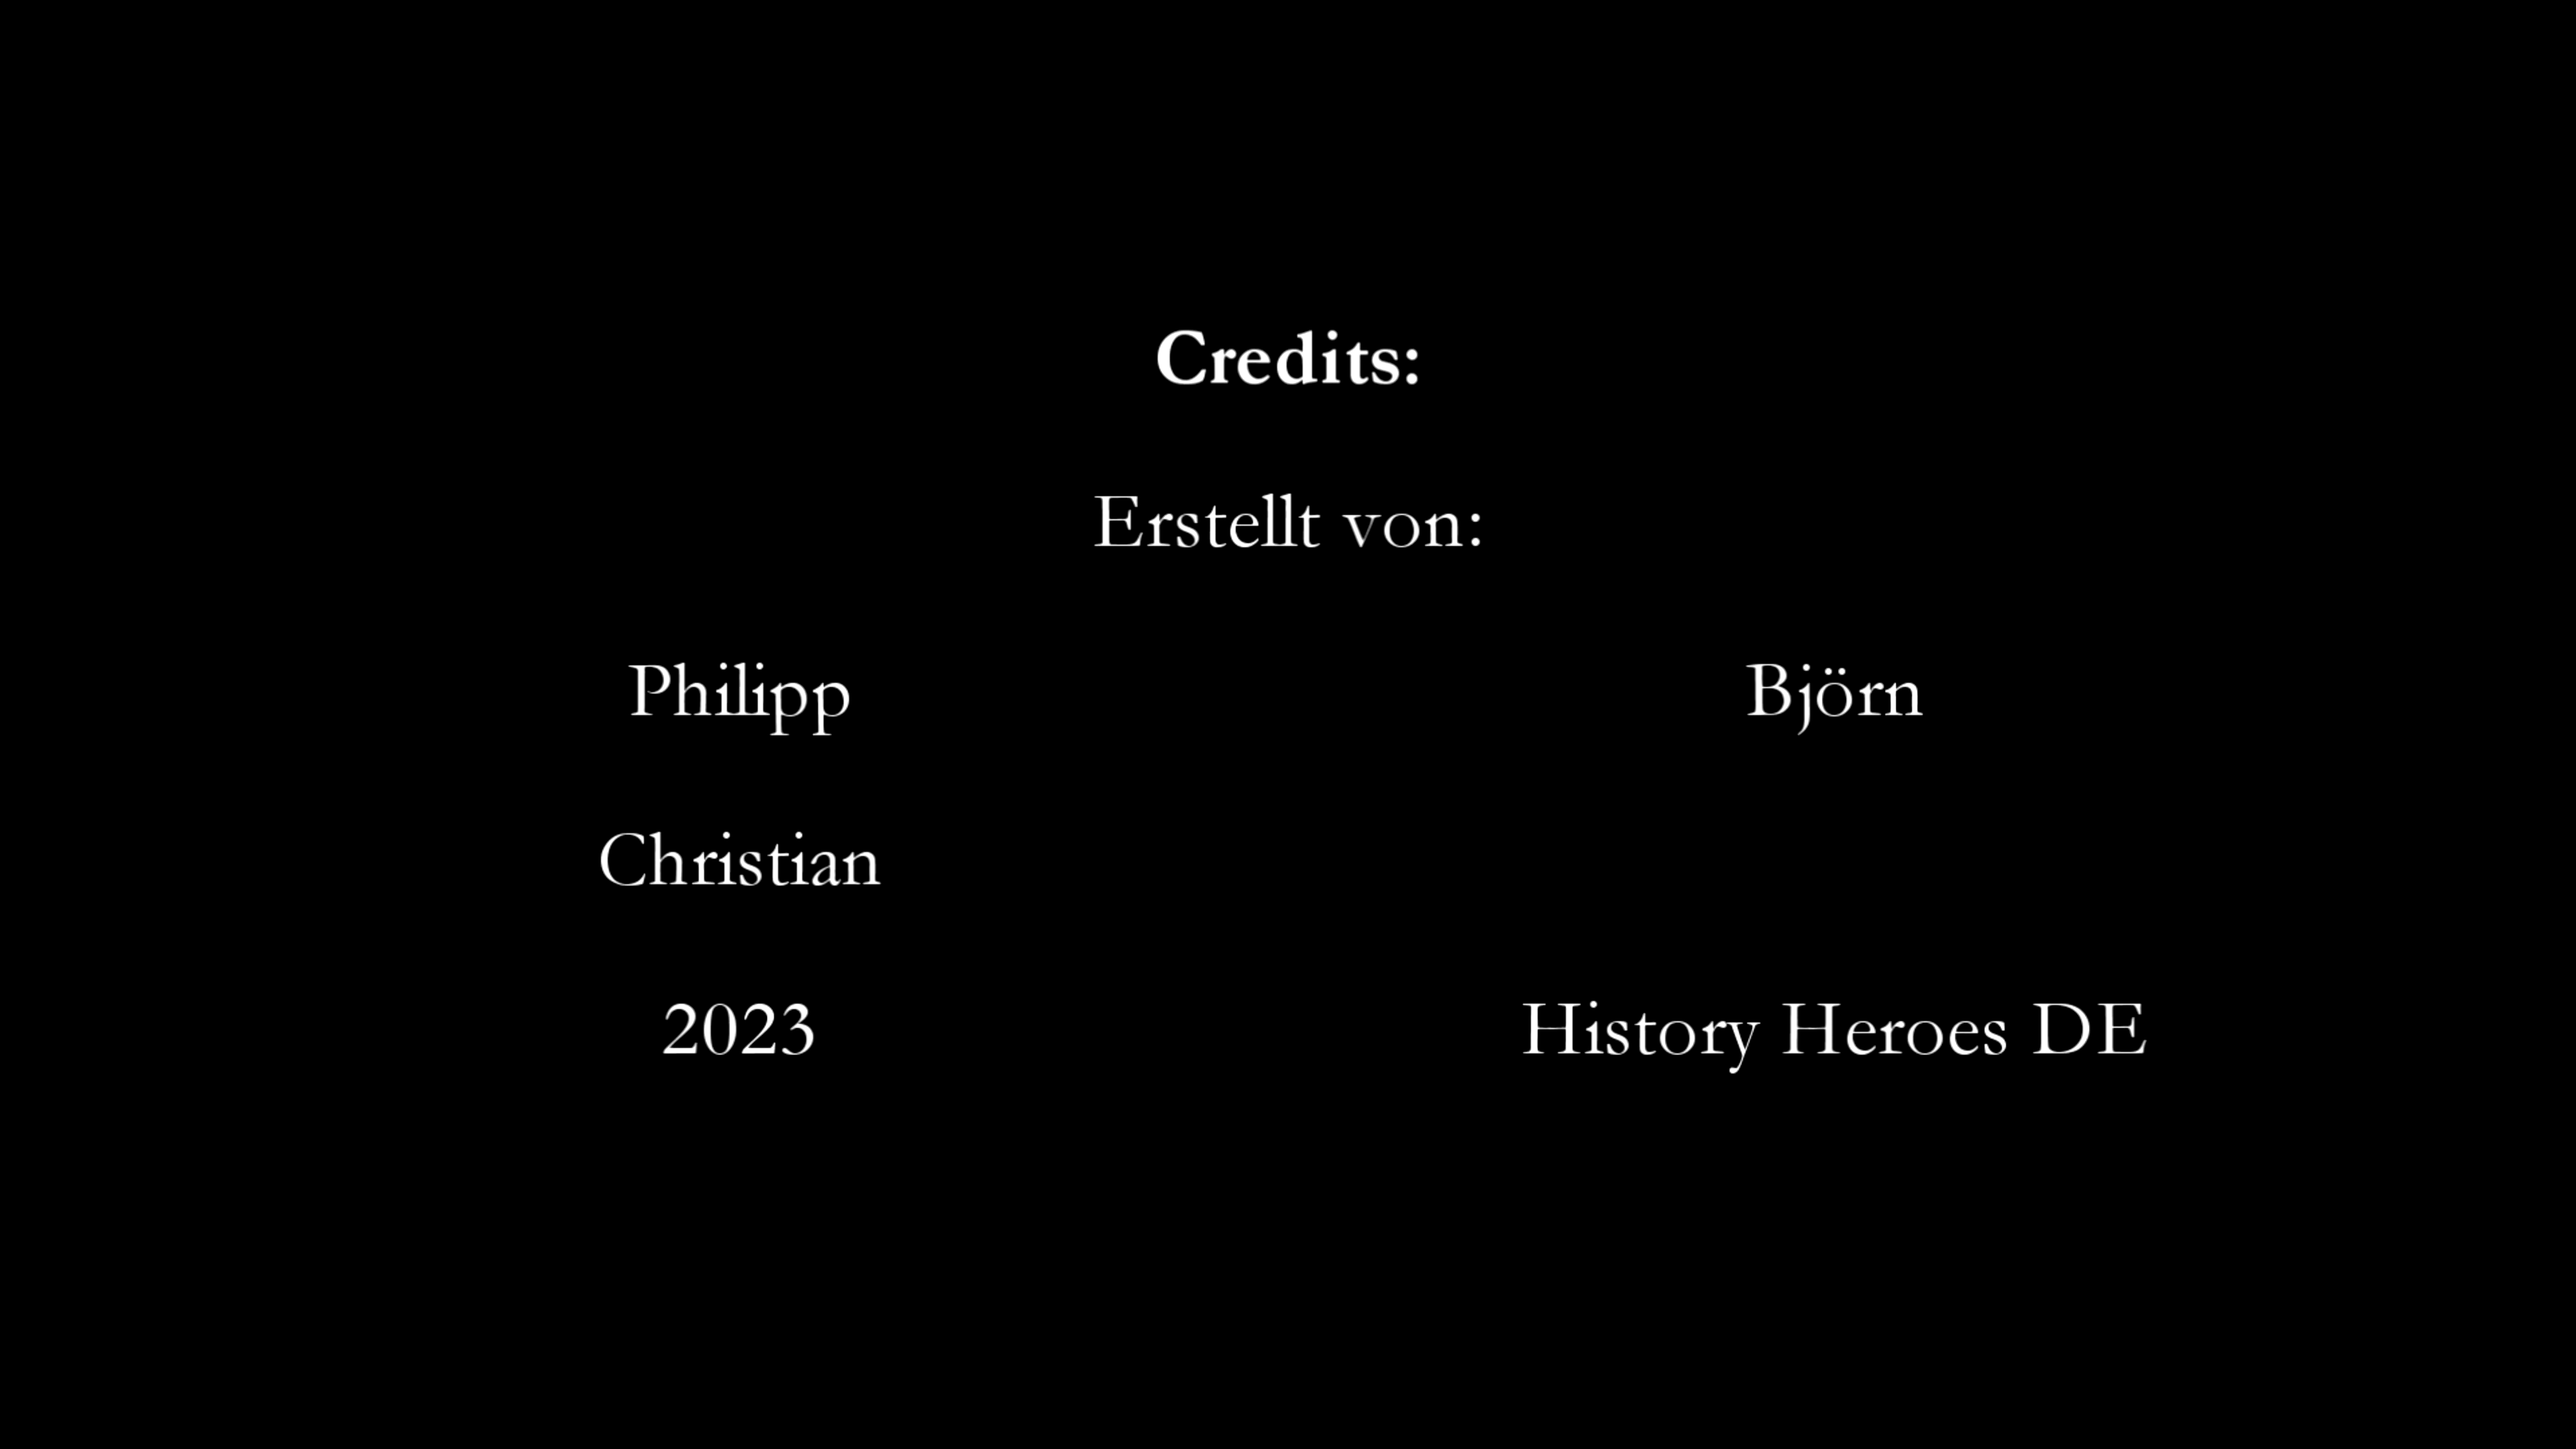 Credits:
Erstellt von:
Philipp Björn
Christian
2023 History Heroes DE